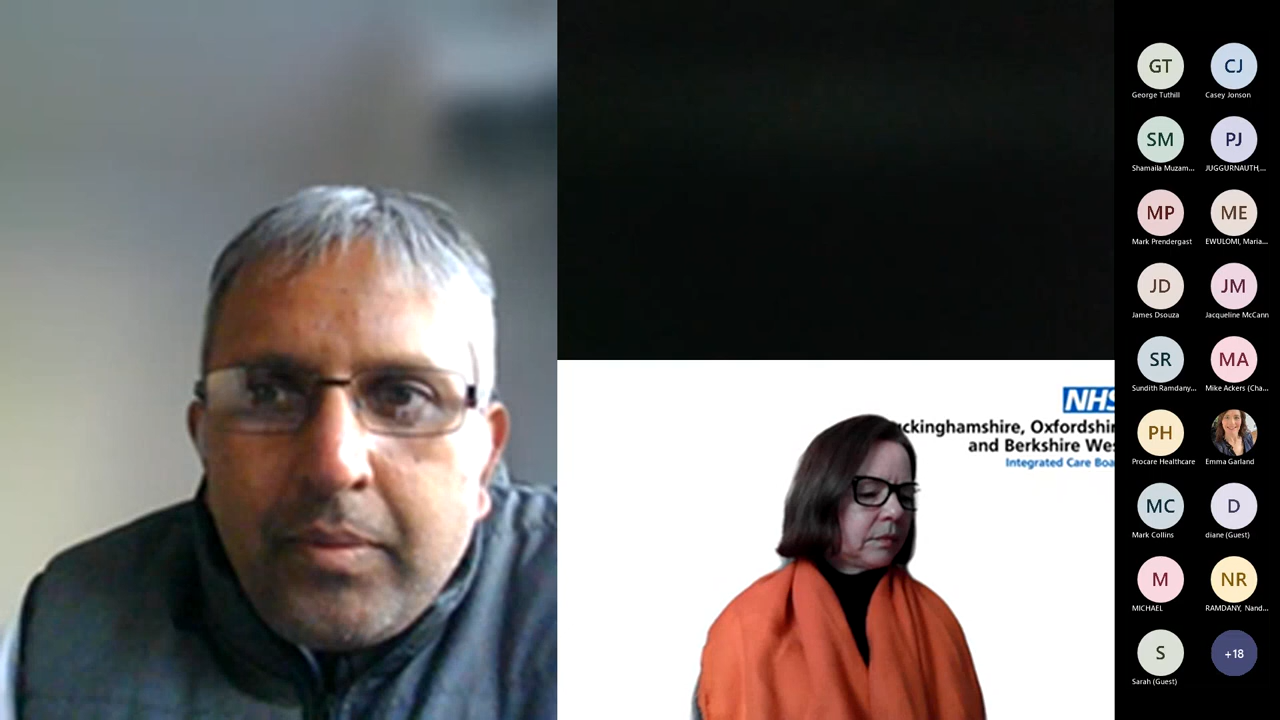 NHS
ckinghamshire, Oxfordshir
and Berkshire Wes
Integrated Care Boa
GT
George Tuthill
CJ
Casey Jonson
SM
Shamaila Muzam...
PJ
JUGGURNAUTH,...
MP
Mark Prendergast
ME
EWULOMI, Maria...
JD
James Dsouza
JM
Jacqueline McCann
SR
Sundith Ramdany...
MA
Mike Ackers (Cha...
PH
Procare Healthcare
Emma Garland
MC
Mark Collins
D
diane (Guest)
M
MICHAEL
NR
RAMDANY, Nand...
S
Sarah (Guest)
+18